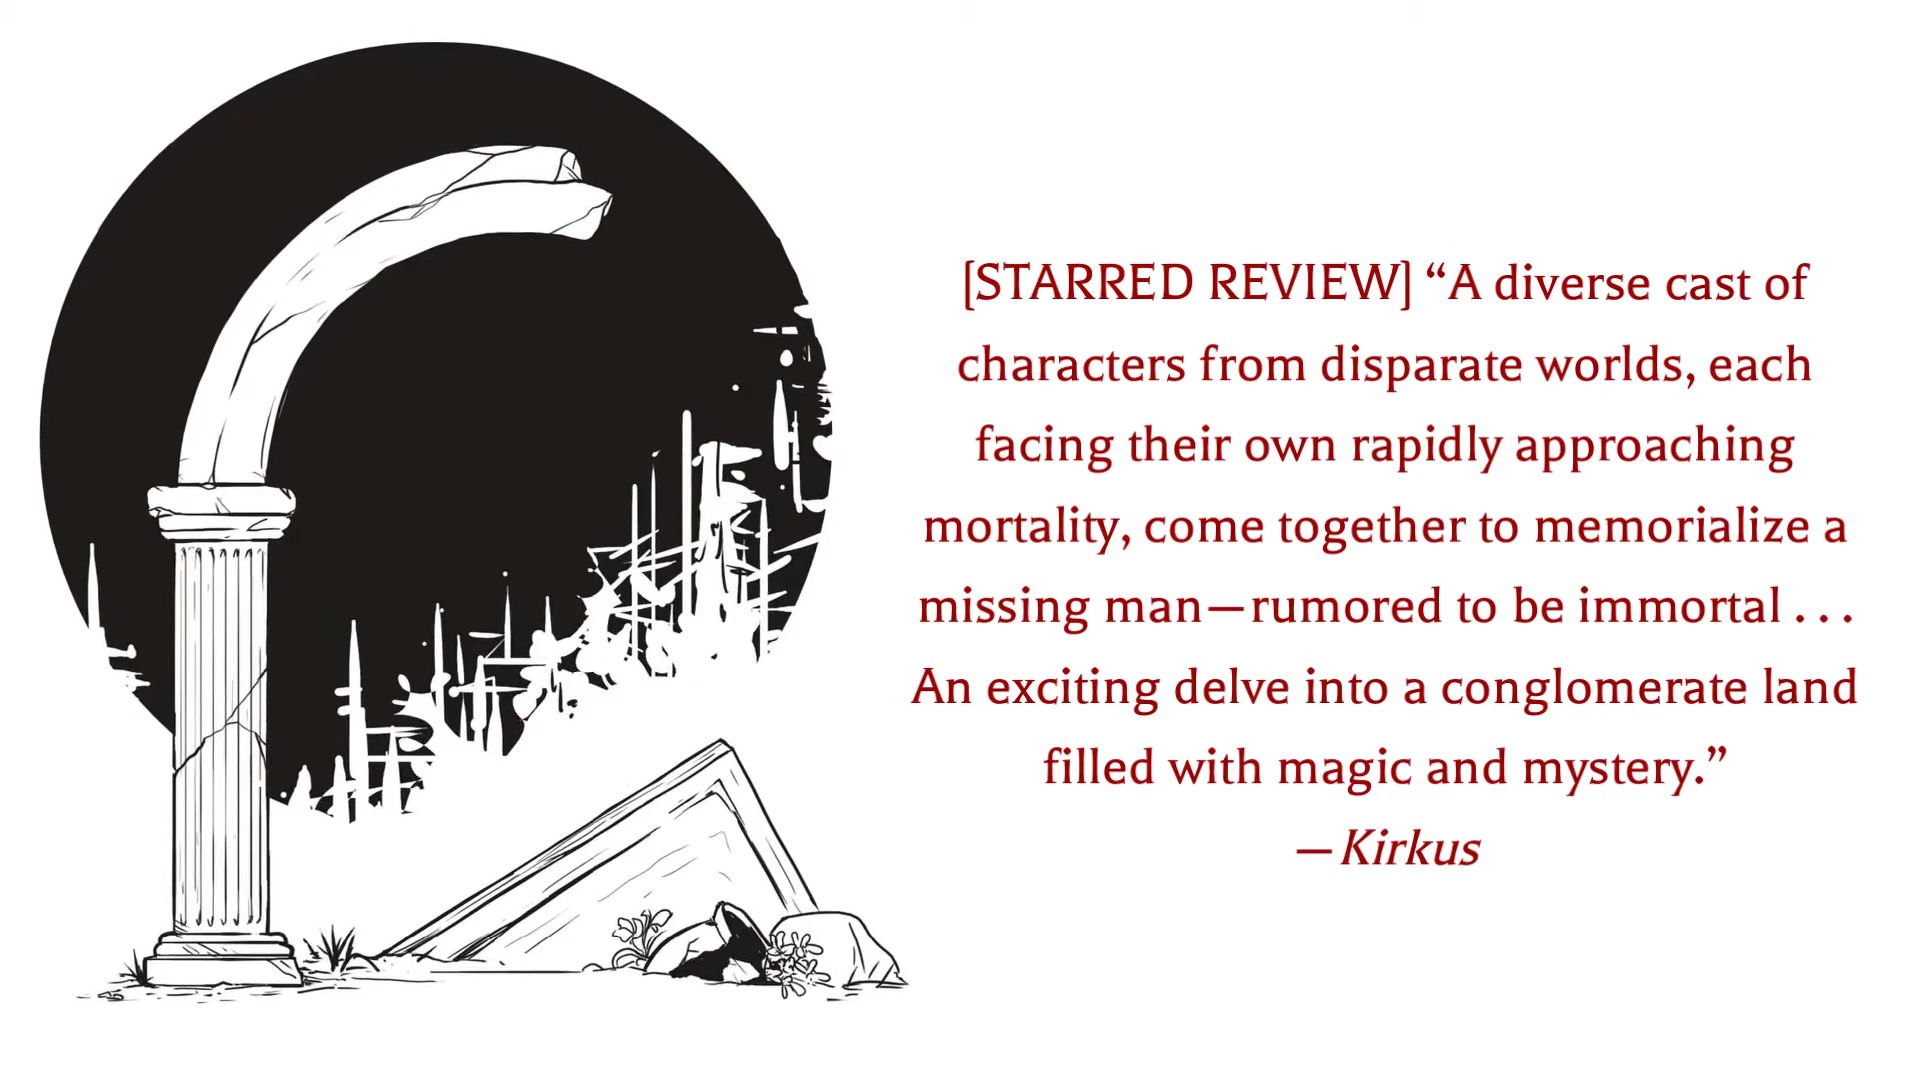 [STARRED REVIEW] “A diverse cast of
characters from disparate worlds, each
facing their own rapidly approaching
mortality, come together to memorialize a
missing man—rumored to be immortal . . .
An exciting delve into a conglomerate land
filled with magic and mystery.”
—Kirkus